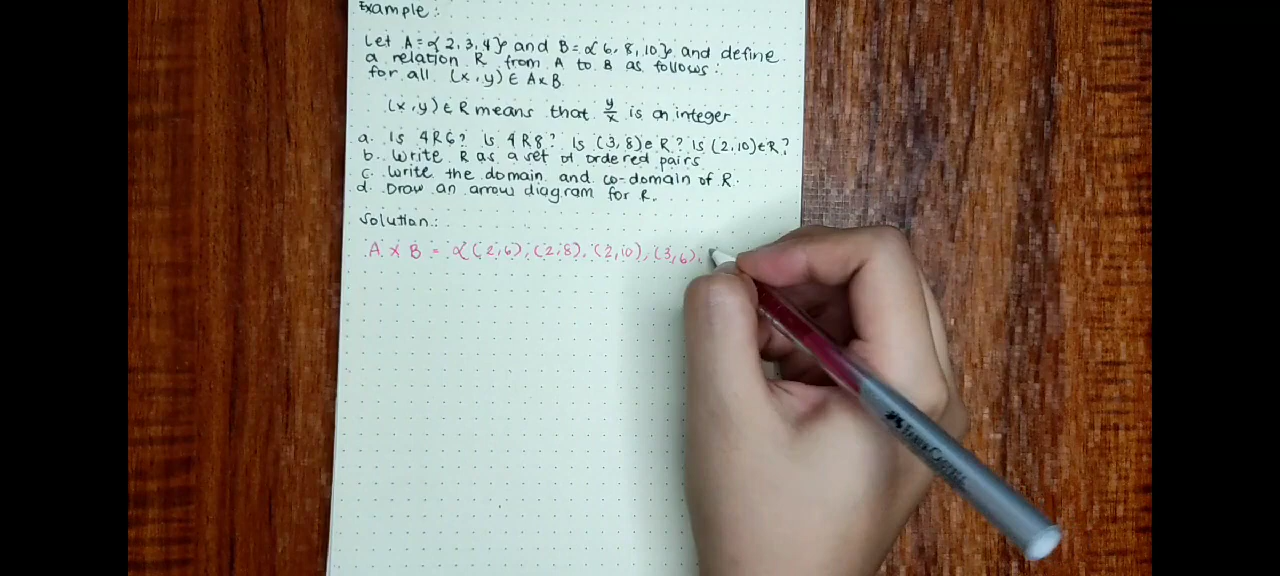 Example:
Let A={2,3,4} and B={6,8,10} and define
a relation R from A to B as follows:
for all (x,y) ∈ A×B
(x,y) ∈ R means that y/x is an integer.
a. Is 4R6? Is 4R8? Is (3,8)∈R? Is (2,10)∈R?
b. Write R as a set of ordered pairs
c. Write the domain and co-domain of R.
d. Draw an arrow diagram for R.
Solution:
A × B = {(2,6),(2,8),(2,10),(3,6),
Faber-Castell